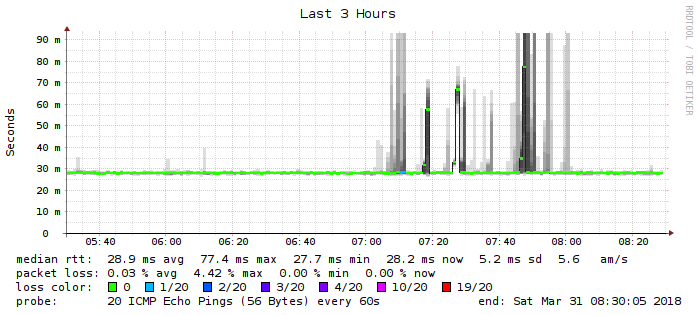 Last 3 Hours
RRDTOOL / TOBI OETIKER
Seconds
90 m
80 m
70 m
60 m
50 m
40 m
30 m
20 m
10 m
0
05:40 06:00 06:20 06:40 07:00 07:20 07:40 08:00 08:20
median rtt: 28.9 ms avg 77.4 ms max 27.7 ms min 28.2 ms now 5.2 ms sd 5.6 am/s
packet loss: 0.03 % avg 4.42 % max 0.00 % min 0.00 % now
loss color: 0 1/20 2/20 3/20 4/20 10/20 19/20
probe: 20 ICMP Echo Pings (56 Bytes) every 60s end: Sat Mar 31 08:30:05 2018